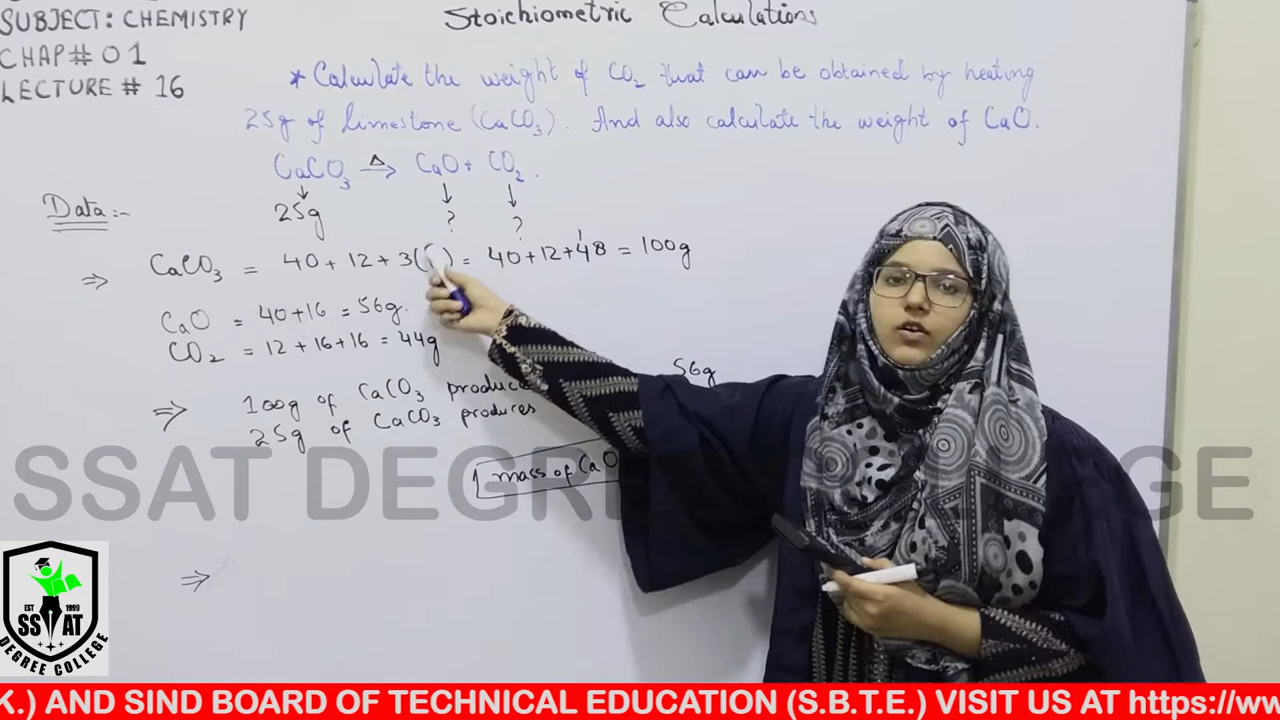 SUBJECT: CHEMISTRY
CHAP# 01
LECTURE # 16
Stoichiometric Calculations
* Calculate the weight of CO₂ that can be obtained by heating
25g of limestone (CaCO₃). And also calculate the weight of CaO.
CaCO₃ ⇌ CaO + CO₂.
Δ
↓ ↓ ↓
25g ? ?
Data:-
⇒ CaCO₃ = 40 + 12 + 3( ) = 40 + 12 + 48 = 100g
CaO = 40 + 16 = 56g.
CO₂ = 12 + 16 + 16 = 44g
⇒ 100g of CaCO₃ produce 56g
25g of CaCO₃ produces
mass of CaO
⇒
SSAT DEGREE COLLEGE
EST 1999
SSAT
DEGREE COLLEGE
K.) AND SIND BOARD OF TECHNICAL EDUCATION (S.B.T.E.) VISIT US AT https://ww